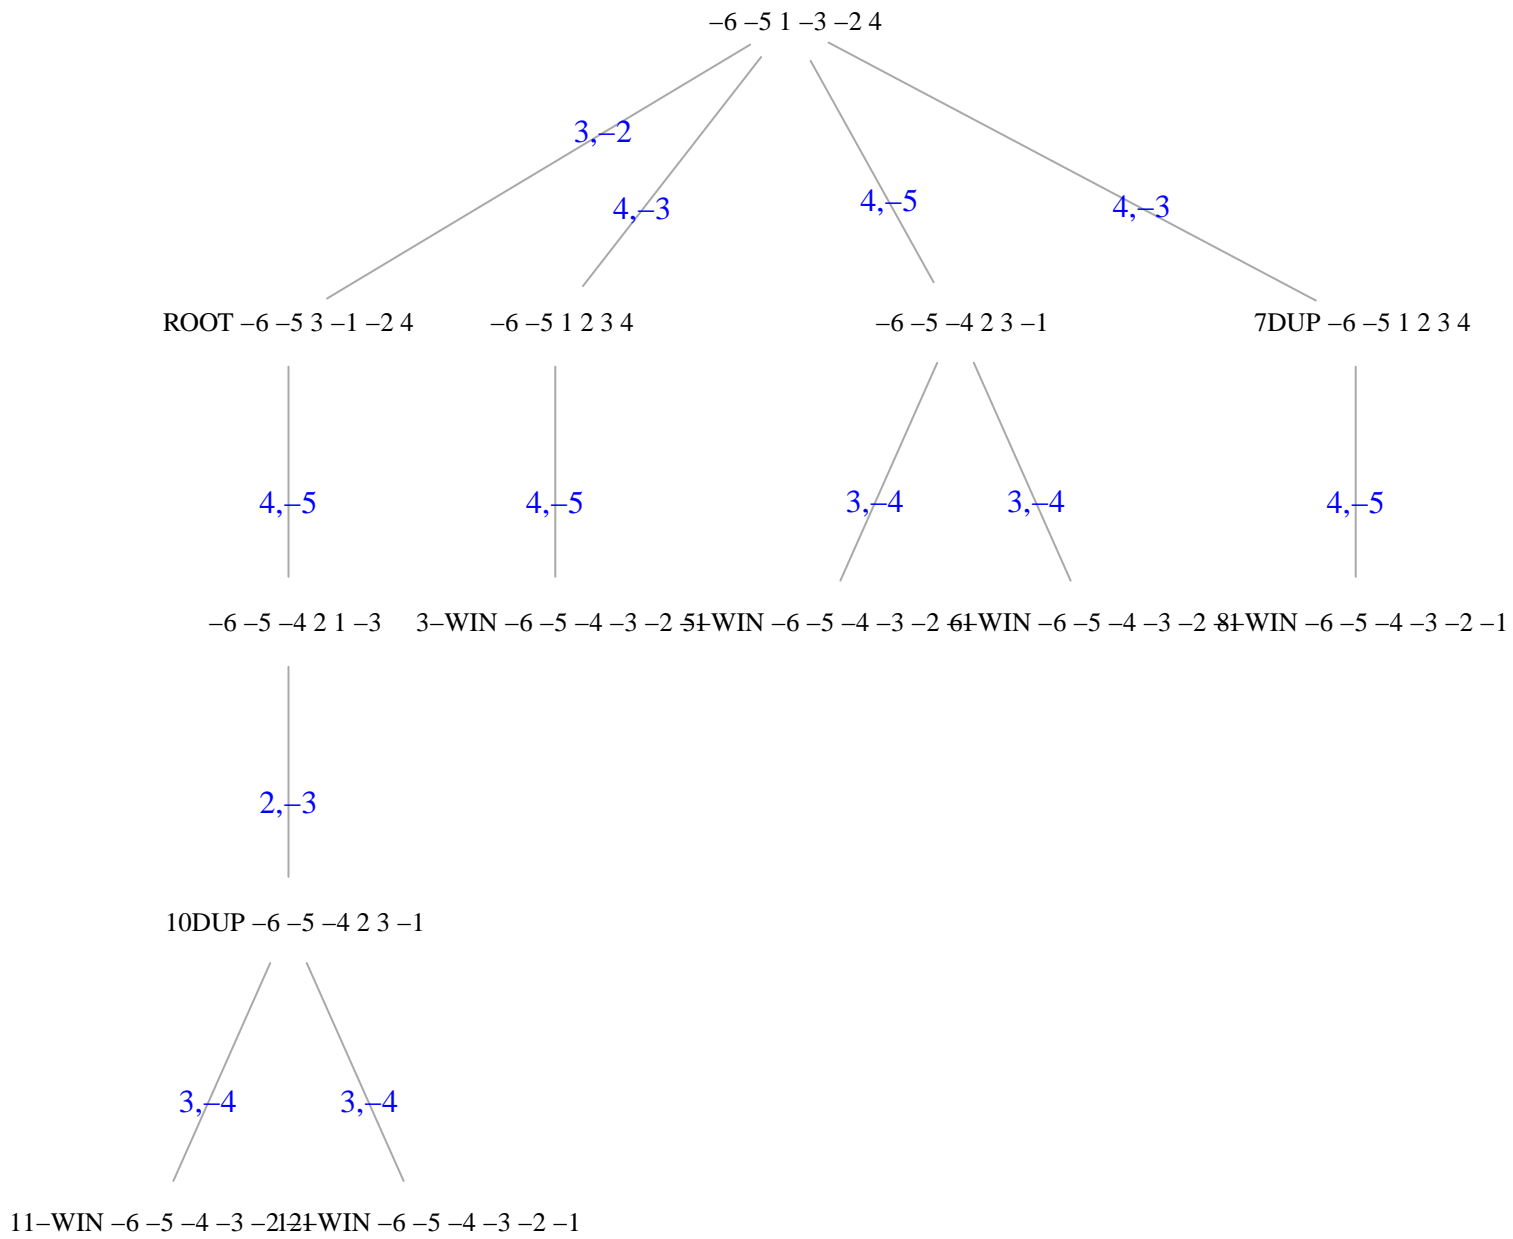 –6 –5 1 –3 –2 4
3,–2
4,–3
4,–5
4,–3
ROOT –6 –5 3 –1 –2 4
–6 –5 1 2 3 4
–6 –5 –4 2 3 –1
7DUP –6 –5 1 2 3 4
4,–5
4,–5
3,–4
3,–4
4,–5
–6 –5 –4 2 1 –3
3–WIN –6 –5 –4 –3 –2
5–WIN –6 –5 –4 –3 –2
6–WIN –6 –5 –4 –3 –2
8–WIN –6 –5 –4 –3 –2 –1
2,–3
10DUP –6 –5 –4 2 3 –1
3,–4
3,–4
11–WIN –6 –5 –4 –3 –2
12–WIN –6 –5 –4 –3 –2 –1